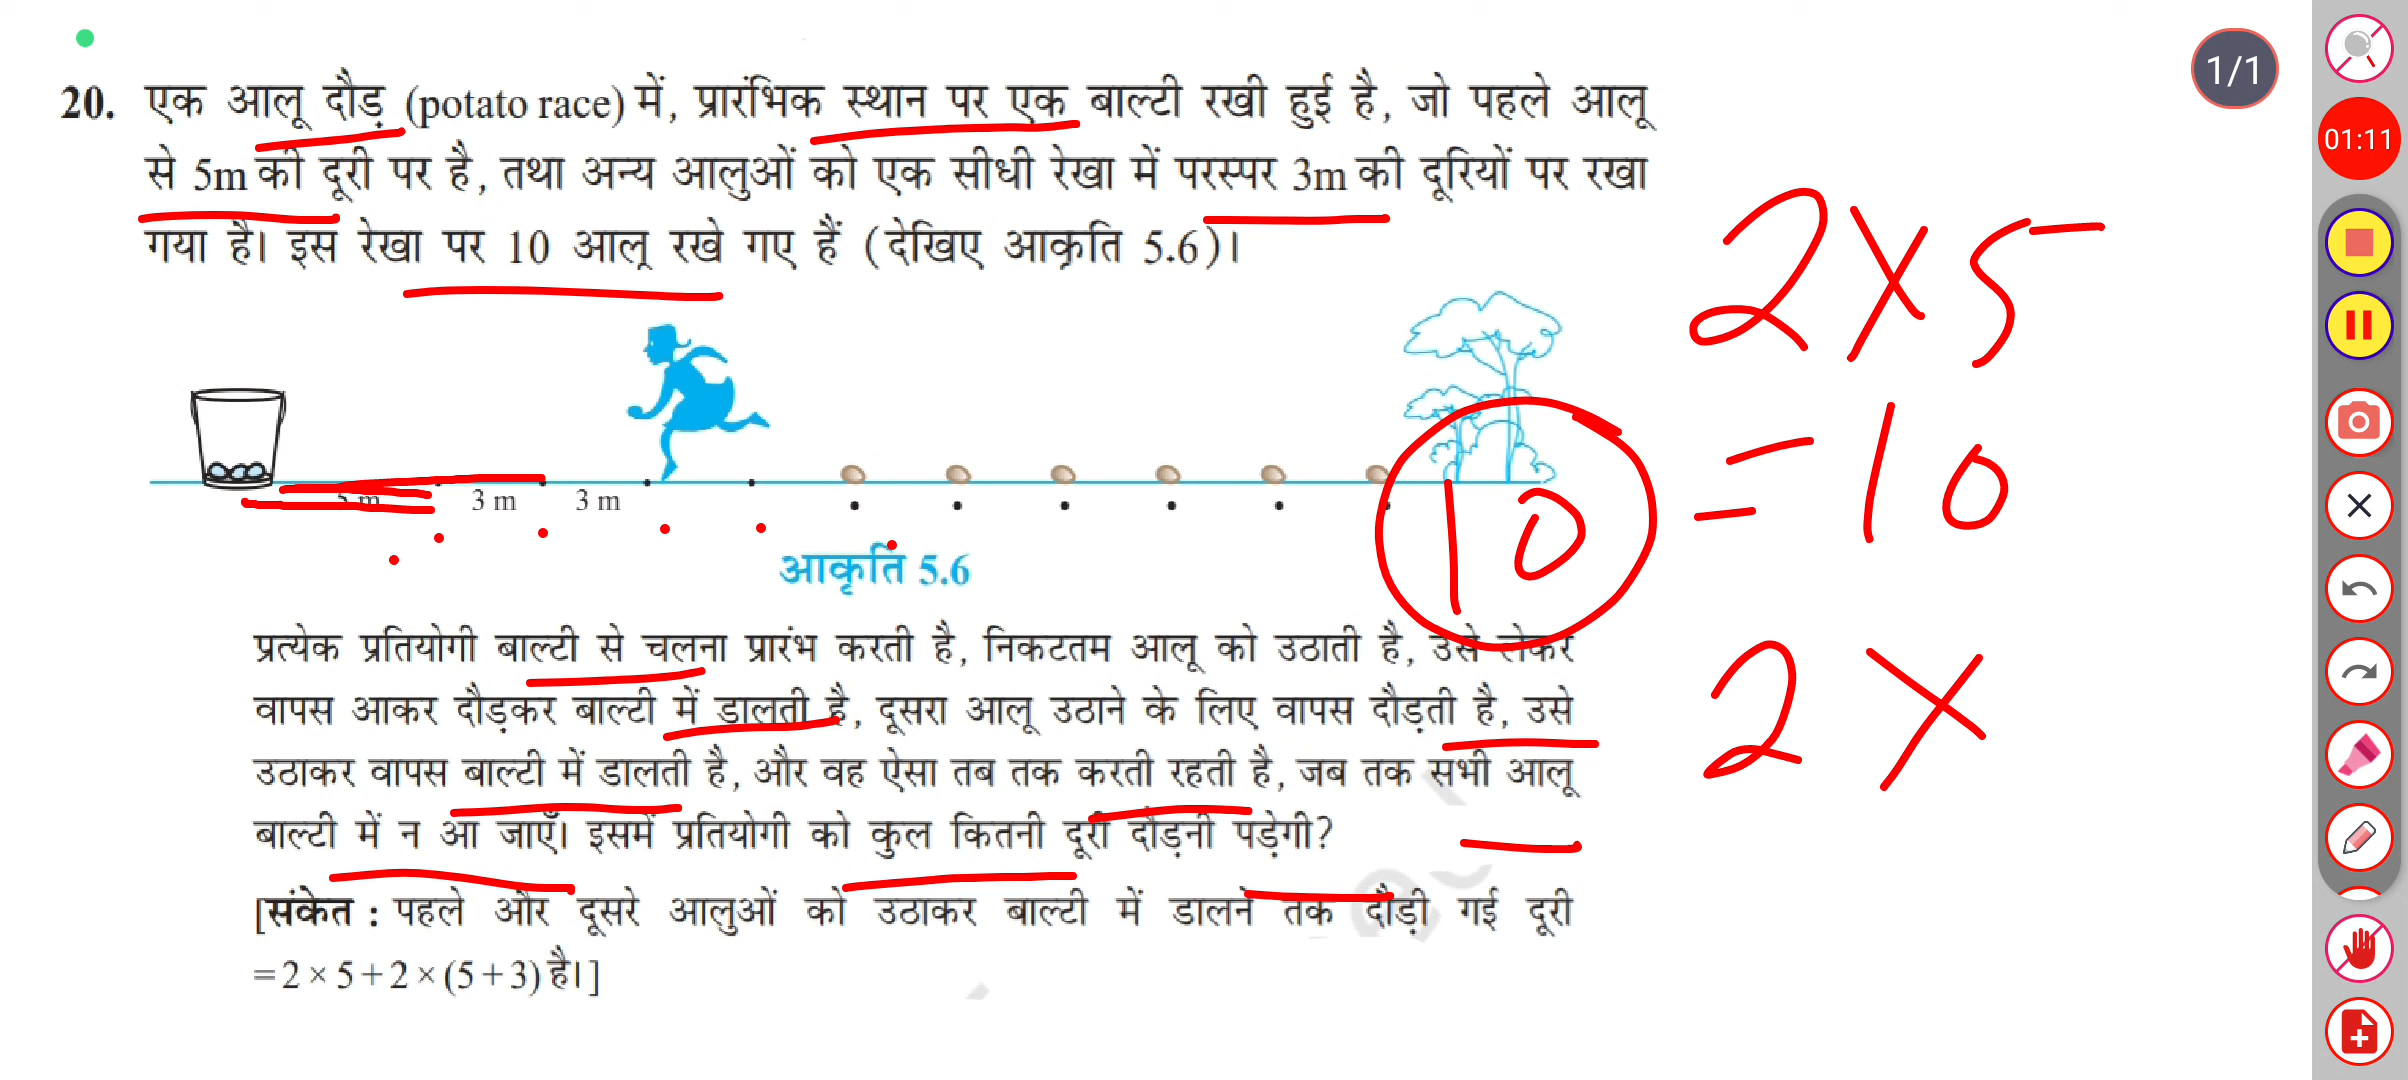 1/1
01:11
20. एक आलू दौड़ (potato race) में, प्रारंभिक स्थान पर एक बाल्टी रखी हुई है, जो पहले आलू
से 5m की दूरी पर है, तथा अन्य आलुओं को एक सीधी रेखा में परस्पर 3m की दूरियों पर रखा
गया है। इस रेखा पर 10 आलू रखे गए हैं (देखिए आकृति 5.6)।
2 × 5
= 10
5 m 3 m 3 m
10
आकृति 5.6
2 ×
प्रत्येक प्रतियोगी बाल्टी से चलना प्रारंभ करती है, निकटतम आलू को उठाती है, उसे लेकर
वापस आकर दौड़कर बाल्टी में डालती है, दूसरा आलू उठाने के लिए वापस दौड़ती है, उसे
उठाकर वापस बाल्टी में डालती है, और वह ऐसा तब तक करती रहती है, जब तक सभी आलू
बाल्टी में न आ जाएँ। इसमें प्रतियोगी को कुल कितनी दूरी दौड़नी पड़ेगी?
[संकेत : पहले और दूसरे आलुओं को उठाकर बाल्टी में डालने तक दौड़ी गई दूरी
= 2 × 5 + 2 × (5 + 3) है।]